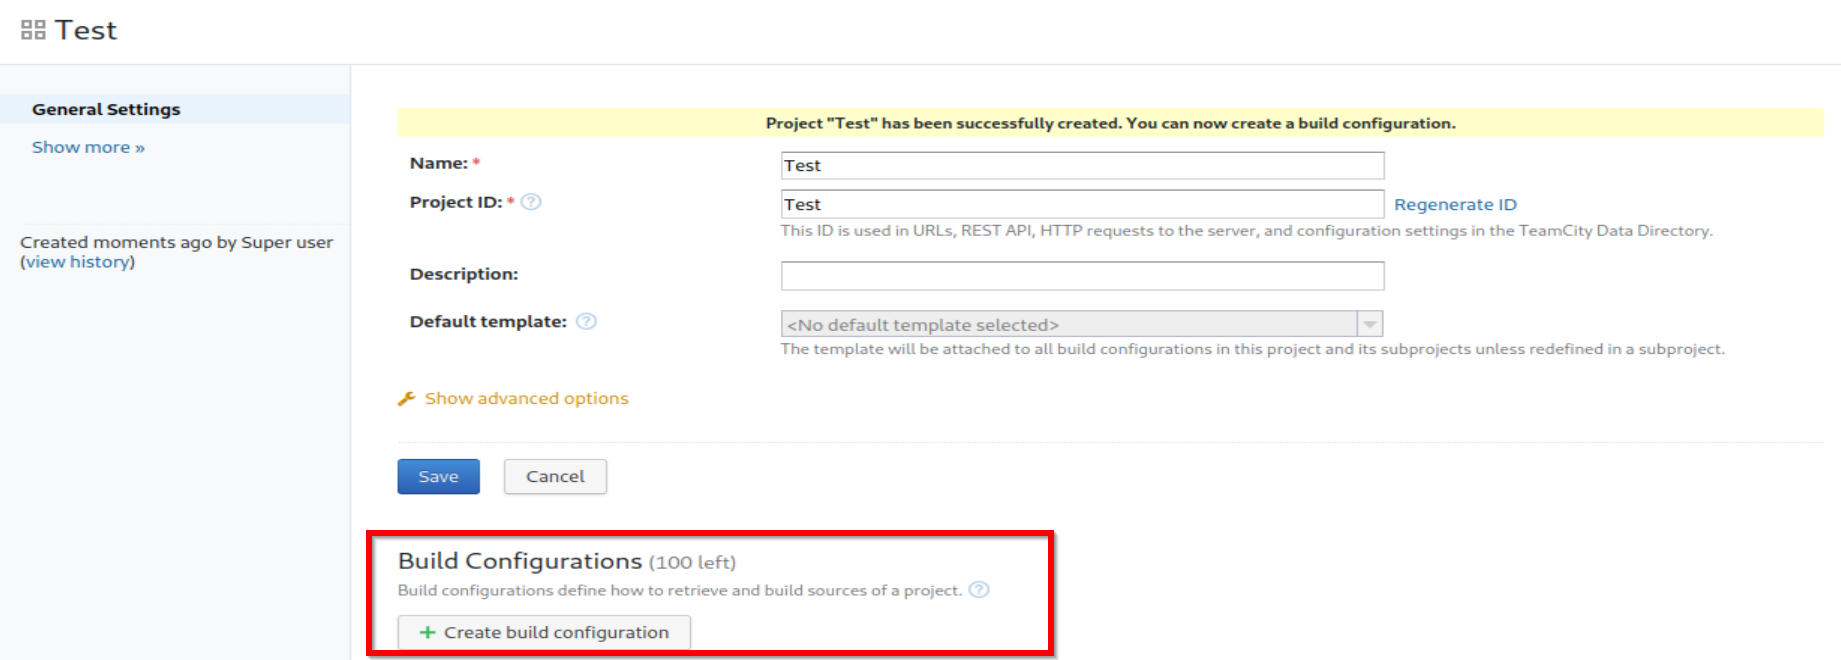 Test
General Settings
Show more »
Created moments ago by Super user
(view history)
Project "Test" has been successfully created. You can now create a build configuration.
Name: * Test
Project ID: * ? Test Regenerate ID
This ID is used in URLs, REST API, HTTP requests to the server, and configuration settings in the TeamCity Data Directory.
Description:
Default template: ? <No default template selected>
The template will be attached to all build configurations in this project and its subprojects unless redefined in a subproject.
Show advanced options
Save Cancel
Build Configurations (100 left)
Build configurations define how to retrieve and build sources of a project. ?
+ Create build configuration